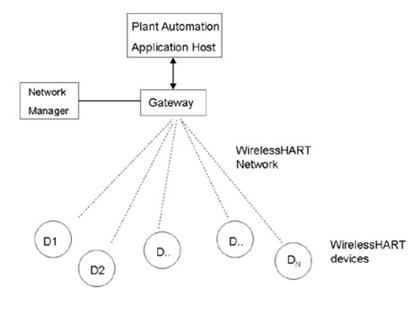 Plant Automation
Application Host
Network
Manager
Gateway
WirelessHART
Network
D1
D2
D..
D..
DN
WirelessHART
devices